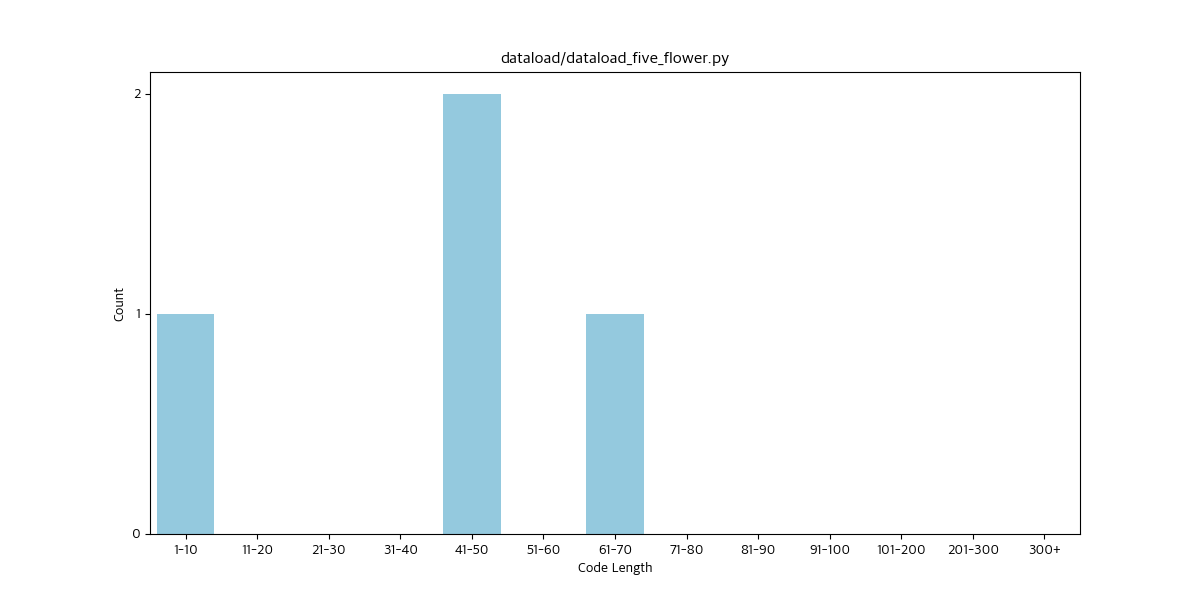 dataload/dataload_five_flower.py
2
1
0
Count
1-10 11-20 21-30 31-40 41-50 51-60 61-70 71-80 81-90 91-100 101-200 201-300 300+
Code Length